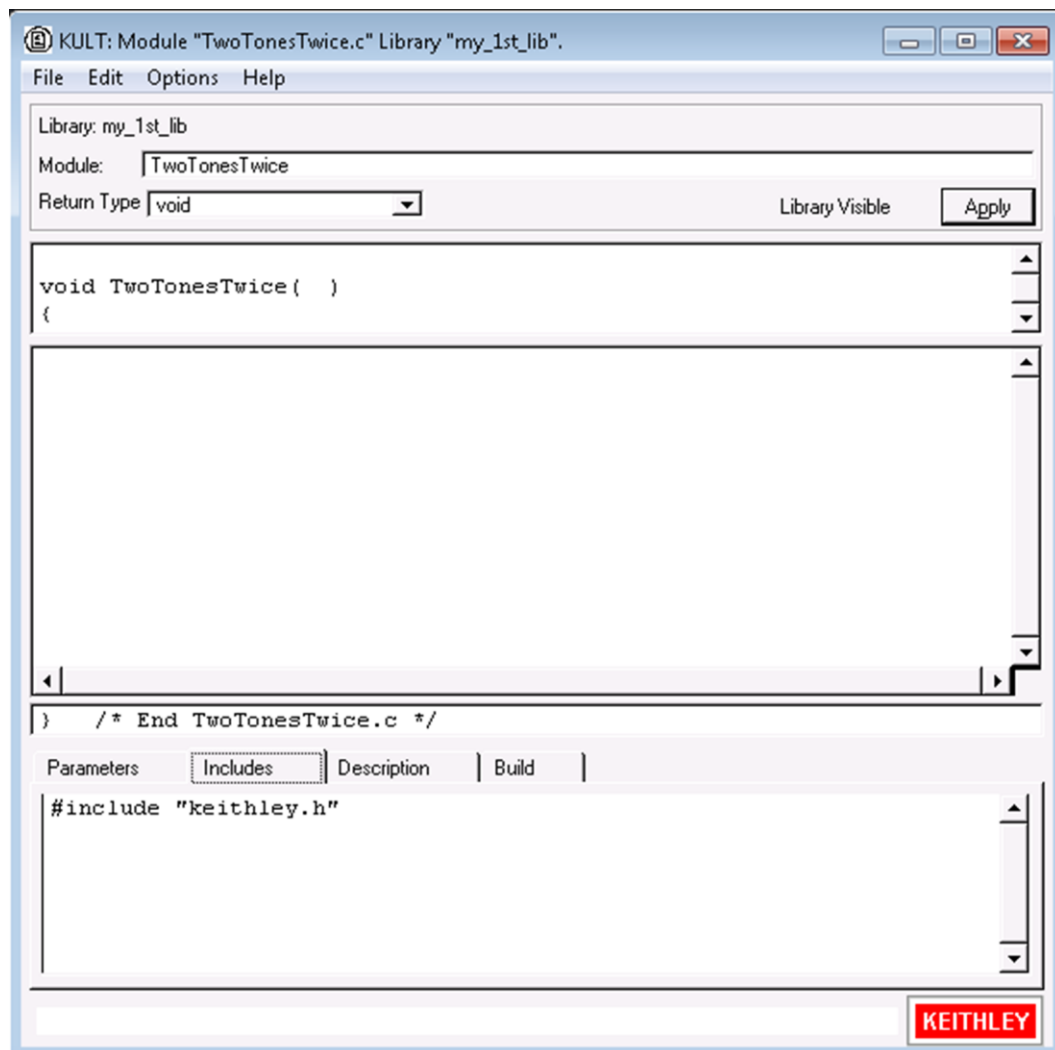 KULT: Module "TwoTonesTwice.c" Library "my_1st_lib".
File Edit Options Help
Library: my_1st_lib
Module: TwoTonesTwice
Return Type void Library Visible Apply
void TwoTonesTwice( )
{
} /* End TwoTonesTwice.c */
Parameters Includes Description Build
#include "keithley.h"
KEITHLEY